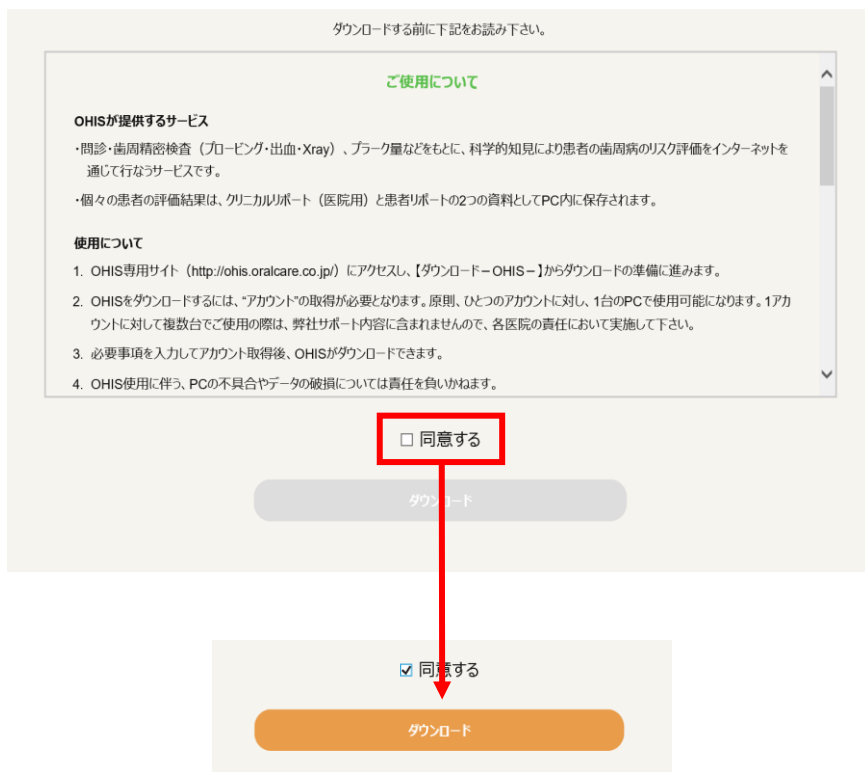 ダウンロードする前に下記をお読み下さい。
ご使用について
OHISが提供するサービス
・問診・歯周精密検査（プロービング・出血・Xray）、プラーク量などをもとに、科学的知見により患者の歯周病のリスク評価をインターネットを
通じて行なうサービスです。
・個々の患者の評価結果は、クリニカルリポート（医院用）と患者リポートの2つの資料としてPC内に保存されます。
使用について
1. OHIS専用サイト（http://ohis.oralcare.co.jp/）にアクセスし、【ダウンロード－OHIS－】からダウンロードの準備に進みます。
2. OHISをダウンロードするには、“アカウント”の取得が必要となります。原則、ひとつのアカウントに対し、1台のPCで使用可能になります。1アカ
ウントに対して複数台でご使用の際は、弊社サポート内容に含まれませんので、各医院の責任において実施して下さい。
3. 必要事項を入力してアカウント取得後、OHISがダウンロードできます。
4. OHIS使用に伴う、PCの不具合やデータの破損については責任を負いかねます。
同意する
ダウンロード
同意する
ダウンロード